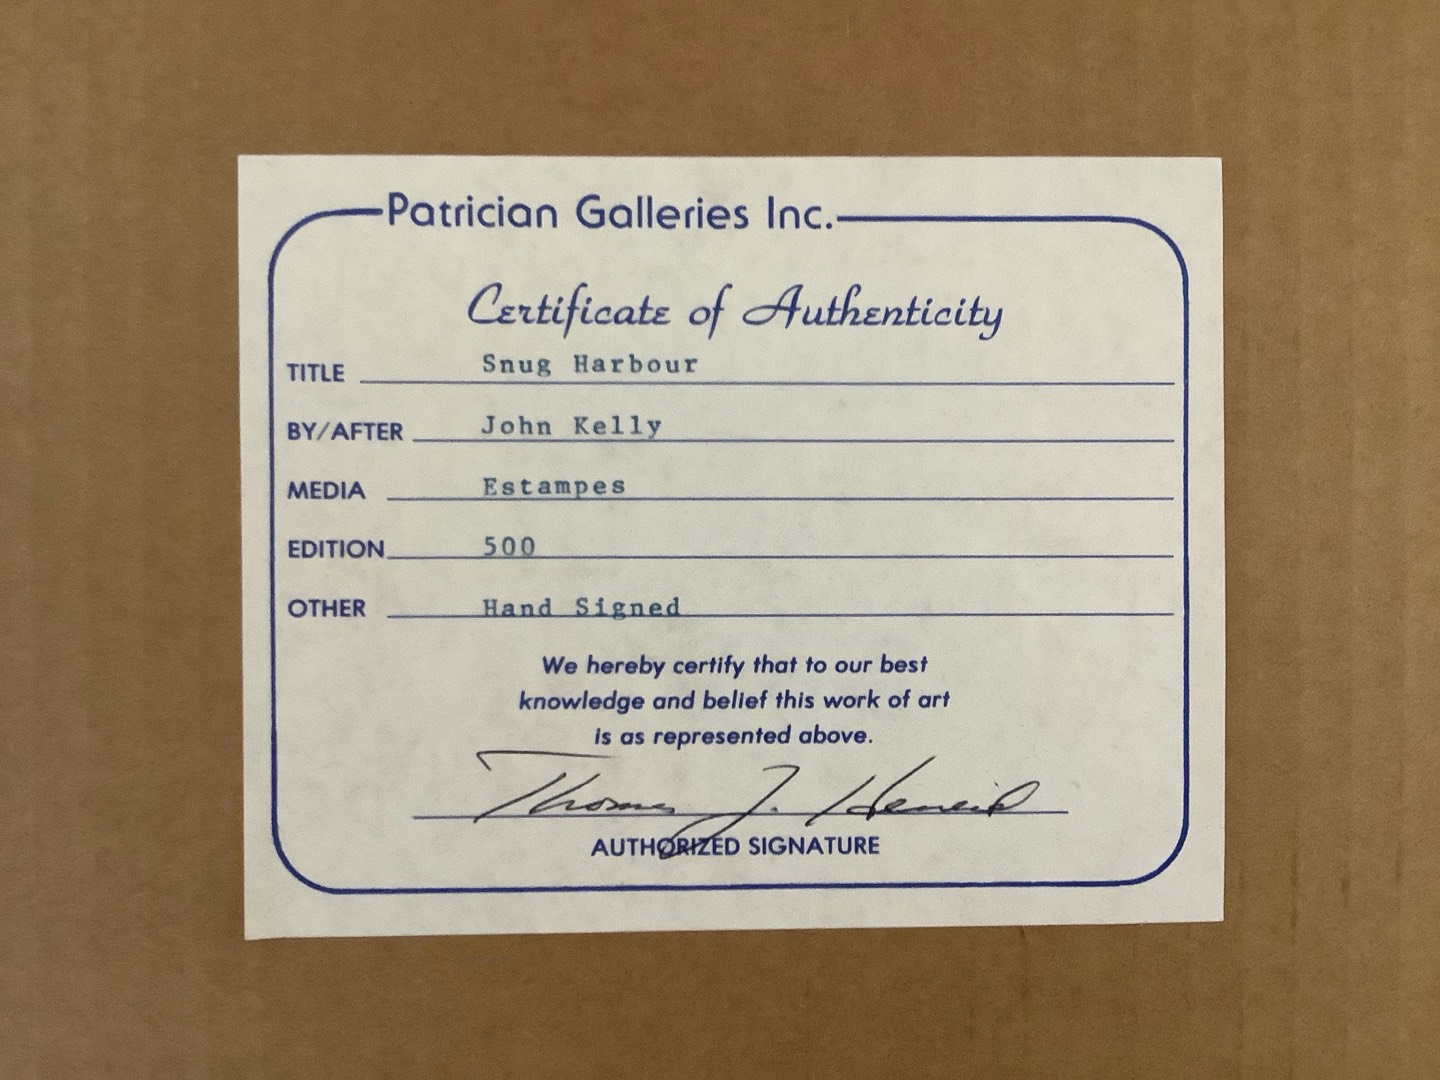 Patrician Galleries Inc.
Certificate of Authenticity
TITLE Snug Harbour
BY/AFTER John Kelly
MEDIA Estampes
EDITION 500
OTHER Hand Signed
We hereby certify that to our best
knowledge and belief this work of art
is as represented above.
Thomas J.
AUTHORIZED SIGNATURE